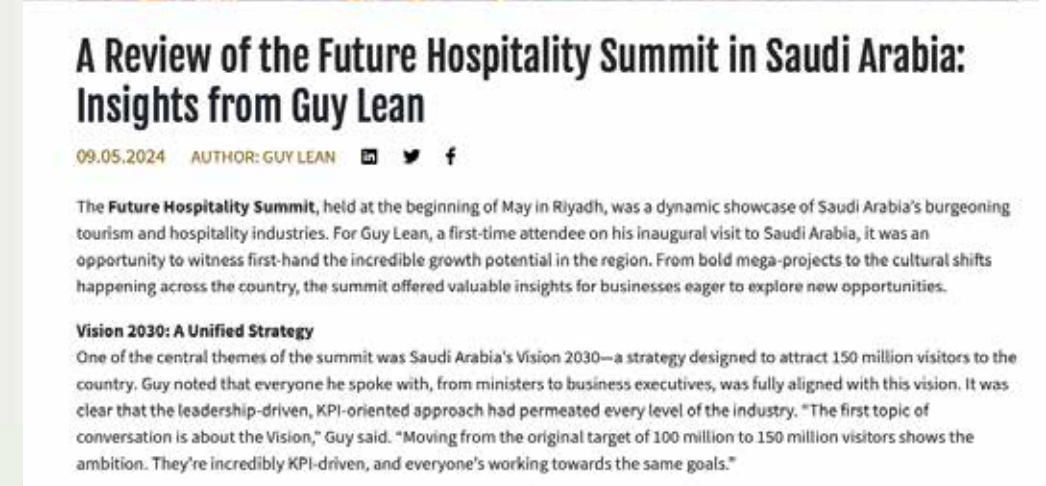 A Review of the Future Hospitality Summit in Saudi Arabia:
Insights from Guy Lean
09.05.2024 AUTHOR: GUY LEAN
The Future Hospitality Summit, held at the beginning of May in Riyadh, was a dynamic showcase of Saudi Arabia's burgeoning
tourism and hospitality industries. For Guy Lean, a first-time attendee on his inaugural visit to Saudi Arabia, it was an
opportunity to witness first-hand the incredible growth potential in the region. From bold mega-projects to the cultural shifts
happening across the country, the summit offered valuable insights for businesses eager to explore new opportunities.
Vision 2030: A Unified Strategy
One of the central themes of the summit was Saudi Arabia's Vision 2030—a strategy designed to attract 150 million visitors to the
country. Guy noted that everyone he spoke with, from ministers to business executives, was fully aligned with this vision. It was
clear that the leadership-driven, KPI-oriented approach had permeated every level of the industry. "The first topic of
conversation is about the Vision," Guy said. "Moving from the original target of 100 million to 150 million visitors shows the
ambition. They're incredibly KPI-driven, and everyone's working towards the same goals."